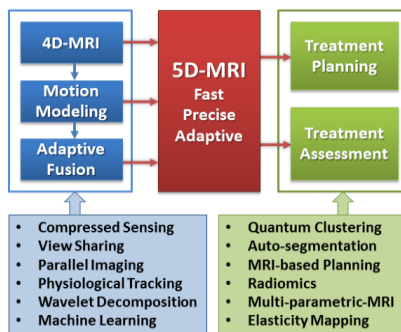 4D-MRI
Motion
Modeling
Adaptive
Fusion
5D-MRI
Fast
Precise
Adaptive
Treatment
Planning
Treatment
Assessment
• Compressed Sensing
• View Sharing
• Parallel Imaging
• Physiological Tracking
• Wavelet Decomposition
• Machine Learning
• Quantum Clustering
• Auto-segmentation
• MRI-based Planning
• Radiomics
• Multi-parametric-MRI
• Elasticity Mapping